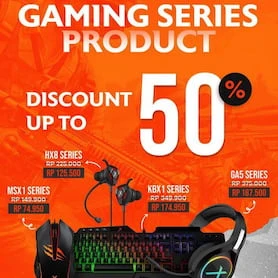 GAMING SERIES
PRODUCT
DISCOUNT
UP TO
50%
HX8 SERIES
RP 225.000
RP 125.500
MSX1 SERIES
RP 149.900
RP 74.950
KBX1 SERIES
RP 349.900
RP 174.950
GA5 SERIES
RP 375.000
RP 187.500